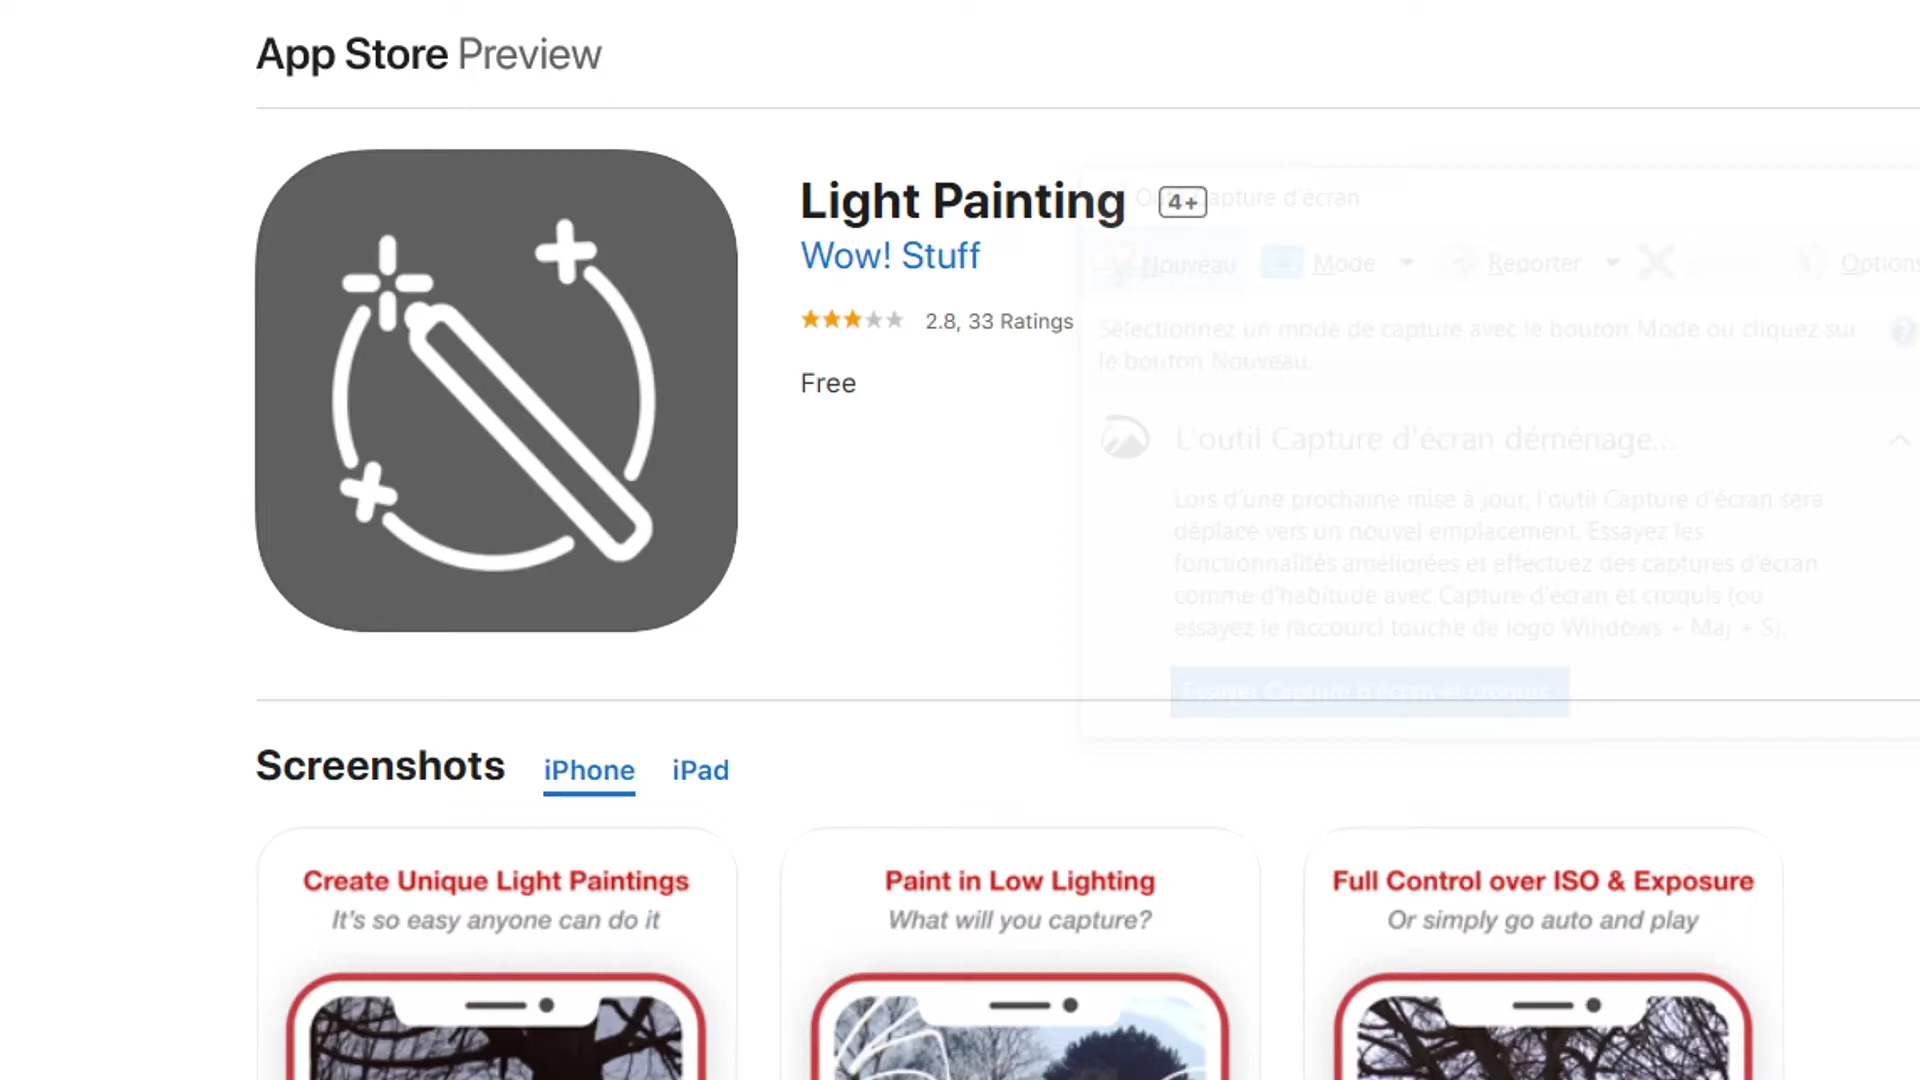 App Store Preview
Light Painting 4+
Wow! Stuff
2.8, 33 Ratings
Free
Capture d'écran
Nouveau Mode Reporter Options
Sélectionnez un mode de capture avec le bouton Mode ou cliquez sur
le bouton Nouveau.
L'outil Capture d'écran déménage...
Lors d'une prochaine mise à jour, l'outil Capture d'écran sera
déplacé vers un nouvel emplacement. Essayez les
fonctionnalités améliorées et effectuez des captures d'écran
comme d'habitude avec Capture d'écran et croquis (ou
essayez le raccourci touche de logo Windows + Maj + S).
Essayer Capture d'écran et croquis
Screenshots iPhone iPad
Create Unique Light Paintings
It's so easy anyone can do it
Paint in Low Lighting
What will you capture?
Full Control over ISO & Exposure
Or simply go auto and play